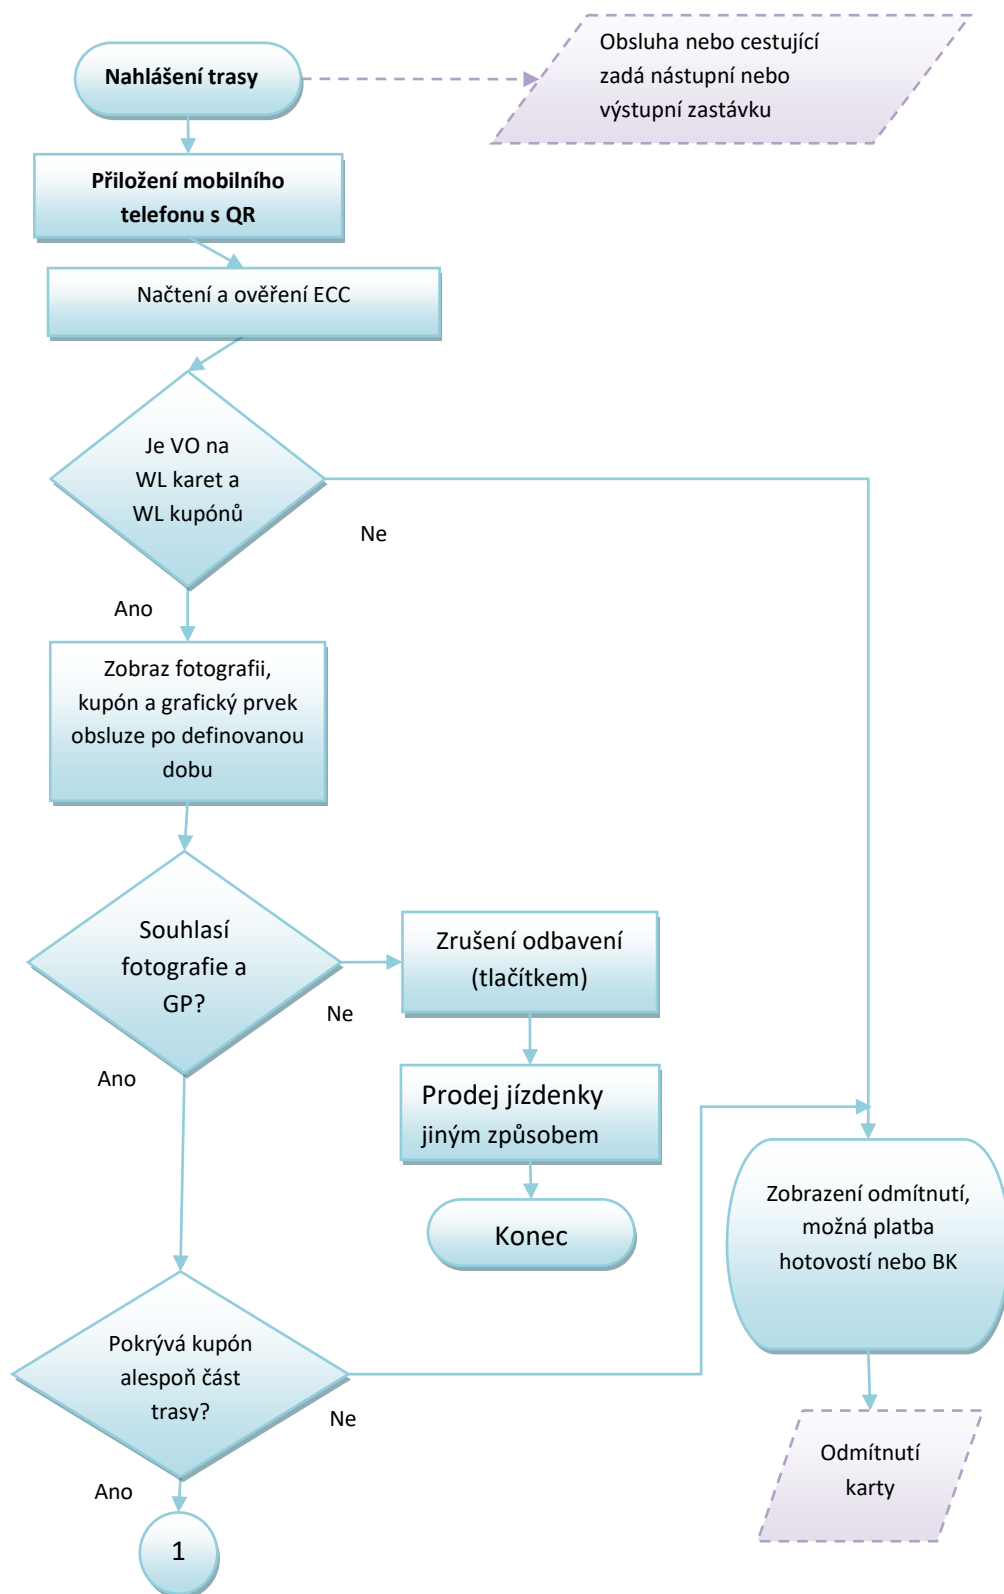 Nahlášení trasy
Obsluha nebo cestující
zadá nástupní nebo
výstupní zastávku
Přiložení mobilního
telefonu s QR
Načtení a ověření ECC
Je VO na
WL karet a
WL kupónů
Ne
Ano
Zobraz fotografii,
kupón a grafický prvek
obsluze po definovanou
dobu
Souhlasí
fotografie a
GP?
Ne
Ano
Zrušení odbavení
(tlačítkem)
Prodej jízdenky
jiným způsobem
Konec
Zobrazení odmítnutí,
možná platba
hotovostí nebo BK
Pokrývá kupón
alespoň část
trasy?
Ne
Ano
Odmítnutí
karty
1